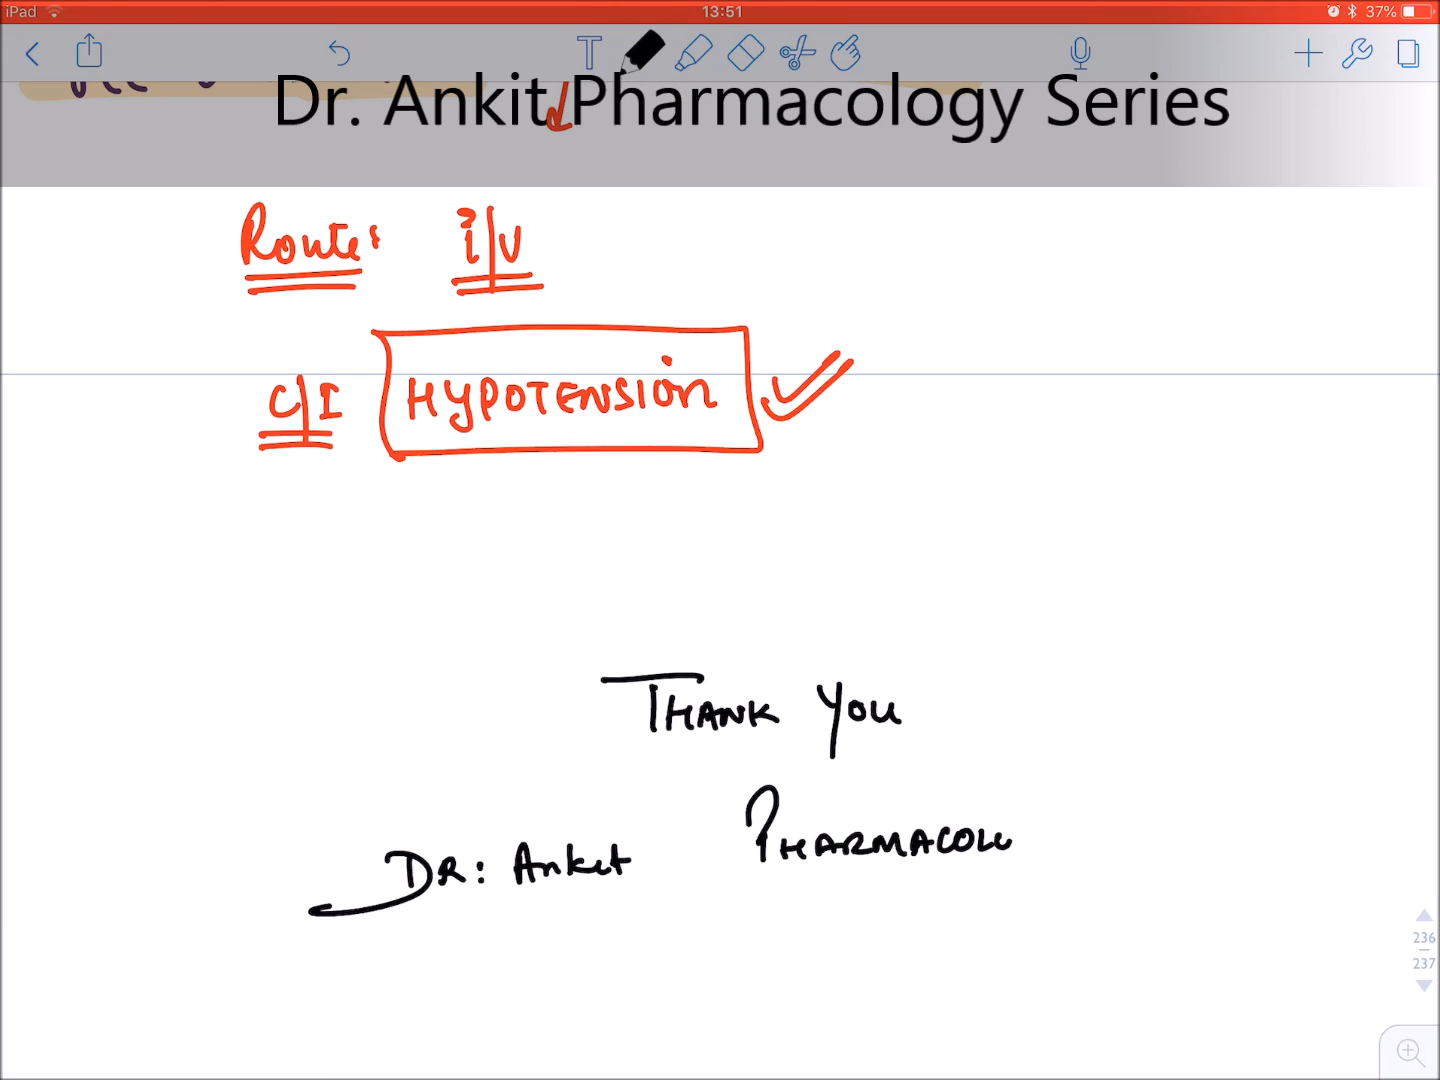 iPad 13:51 37%
Dr. Ankit Pharmacology Series
Route: i/v
C/I HYPOTENSION
THANK YOU
DR: Ankit PHARMACOLO
236
237